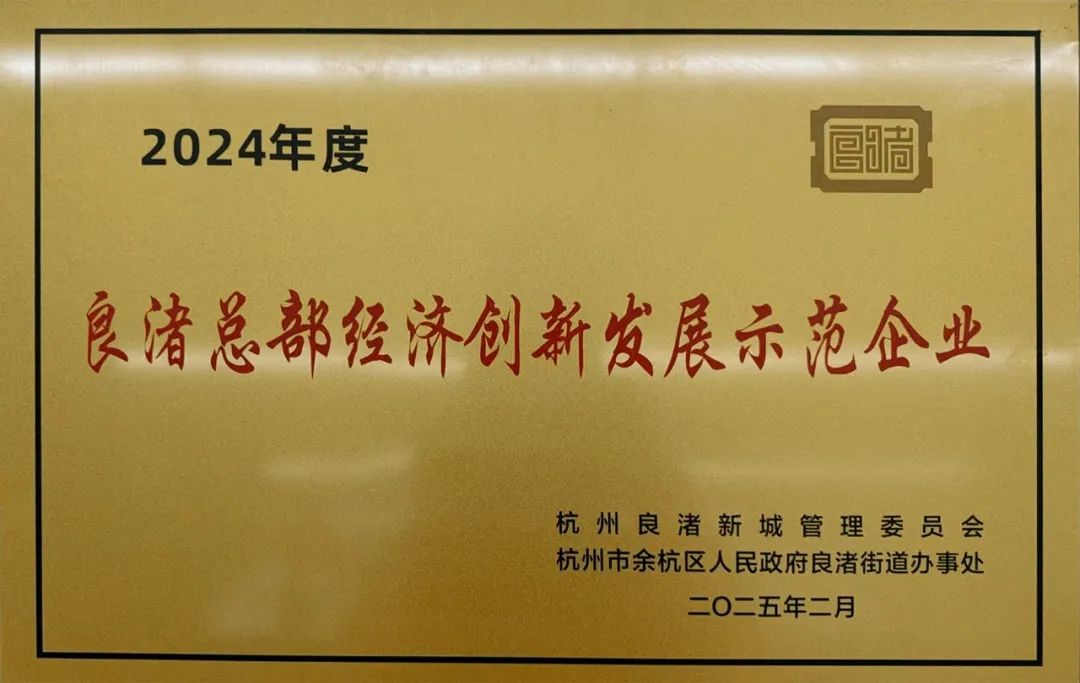 2024年度
良渚
良渚总部经济创新发展示范企业
杭州良渚新城管理委员会
杭州市余杭区人民政府良渚街道办事处
二〇二五年二月